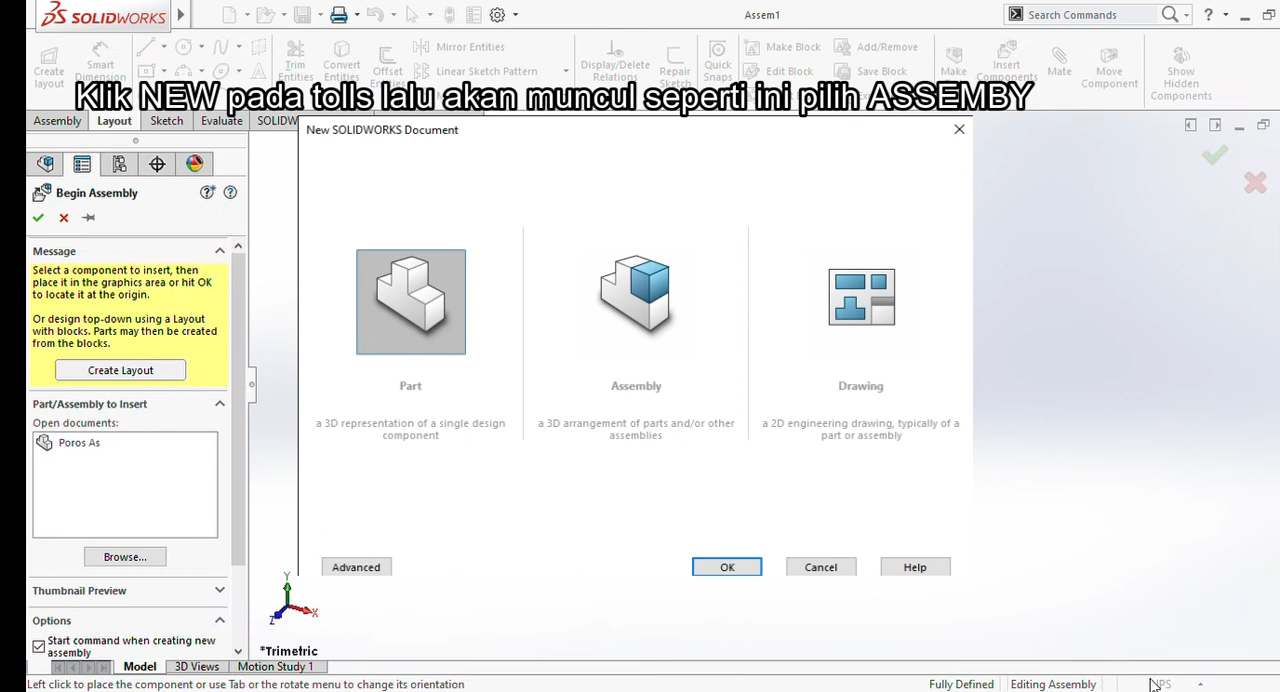 SOLIDWORKS
Assem1
Search Commands
Create Layout
Smart Dimension
Trim Entities
Convert Entities
Offset Entities
Mirror Entities
Linear Sketch Pattern
Display/Delete Relations
Repair Sketch
Quick Snaps
Make Block
Edit Block
Add/Remove
Save Block
Make
Insert Components
Mate
Move Component
Show Hidden Components
Klik NEW pada tolls lalu akan muncul seperti ini pilih ASSEMBY
Assembly
Layout
Sketch
Evaluate
SOLIDW
New SOLIDWORKS Document
Begin Assembly
Message
Select a component to insert, then
place it in the graphics area or hit OK
to locate it at the origin.
Or design top-down using a Layout
with blocks. Parts may then be created
from the blocks.
Create Layout
Part/Assembly to Insert
Open documents:
Poros As
Browse...
Thumbnail Preview
Options
Start command when creating new
assembly
Part
a 3D representation of a single design
component
Assembly
a 3D arrangement of parts and/or other
assemblies
Drawing
a 2D engineering drawing, typically of a
part or assembly
Advanced
OK
Cancel
Help
Y
X
Z
*Trimetric
Model
3D Views
Motion Study 1
Left click to place the component or use Tab or the rotate menu to change its orientation
Fully Defined
Editing Assembly